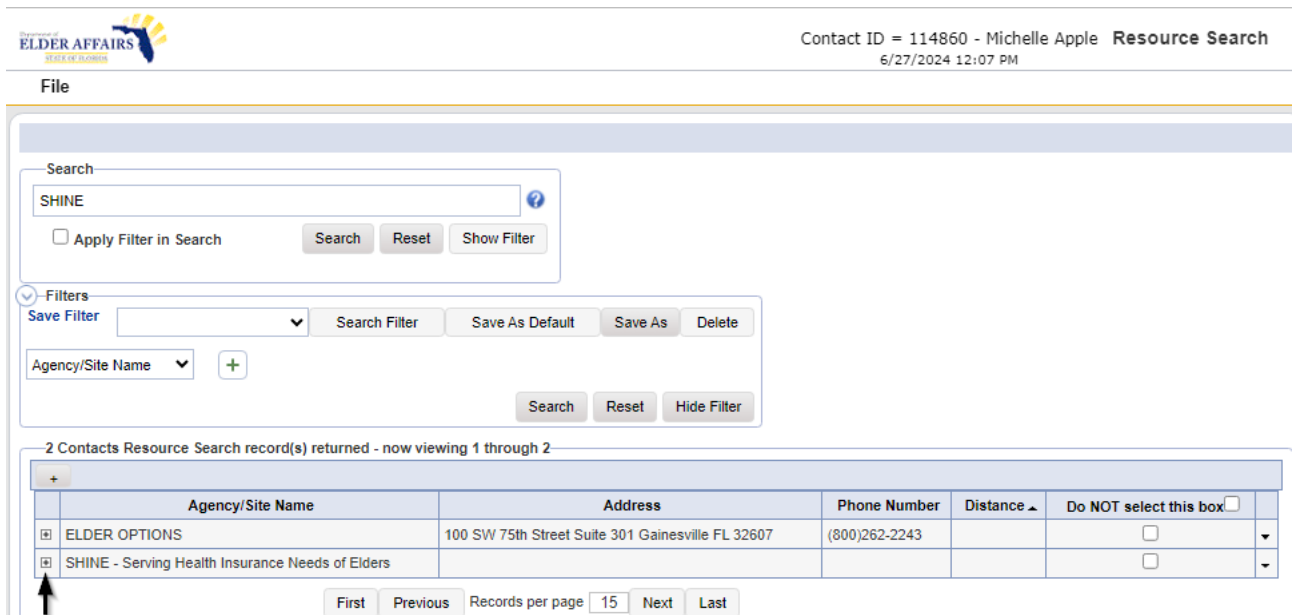 Department of
ELDER AFFAIRS
STATE OF FLORIDA
Contact ID = 114860 - Michelle Apple Resource Search
6/27/2024 12:07 PM
File
Search
SHINE
?
Apply Filter in Search Search Reset Show Filter
Filters
Save Filter Search Filter Save As Default Save As Delete
Agency/Site Name +
Search Reset Hide Filter
2 Contacts Resource Search record(s) returned - now viewing 1 through 2
+
Agency/Site Name Address Phone Number Distance Do NOT select this box
ELDER OPTIONS 100 SW 75th Street Suite 301 Gainesville FL 32607 (800)262-2243
SHINE - Serving Health Insurance Needs of Elders
First Previous Records per page 15 Next Last